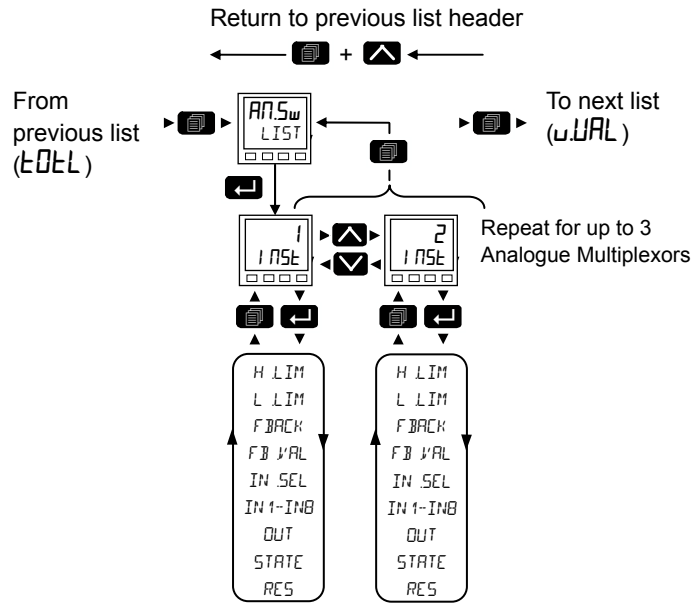 Return to previous list header
+
From
previous list
(tOtL)
AN.Sw
LIST
To next list
(u.VAL)
1
INSt
2
INSt
Repeat for up to 3
Analogue Multiplexors
H.LIM
L.LIM
F.BACK
FB.VAL
IN.SEL
IN1-IN8
OUT
STATE
RES
H.LIM
L.LIM
F.BACK
FB.VAL
IN.SEL
IN1-IN8
OUT
STATE
RES